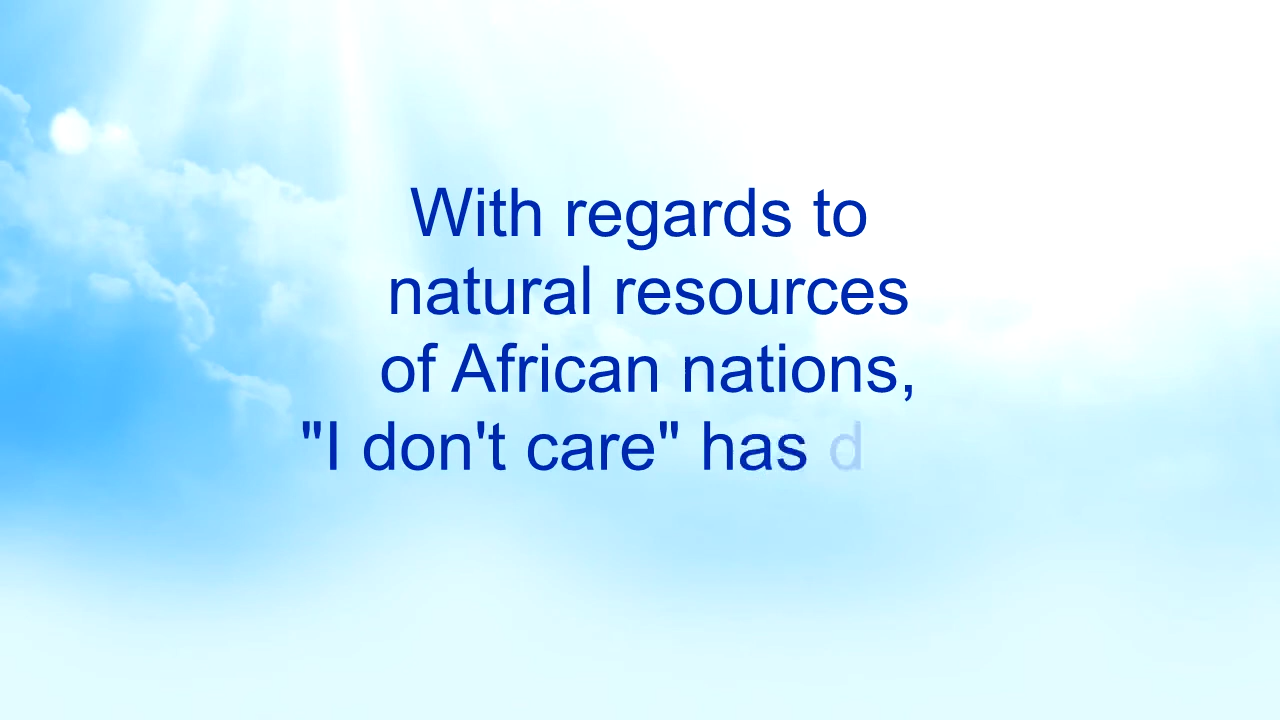 With regards to
natural resources
of African nations,
"I don't care" has d